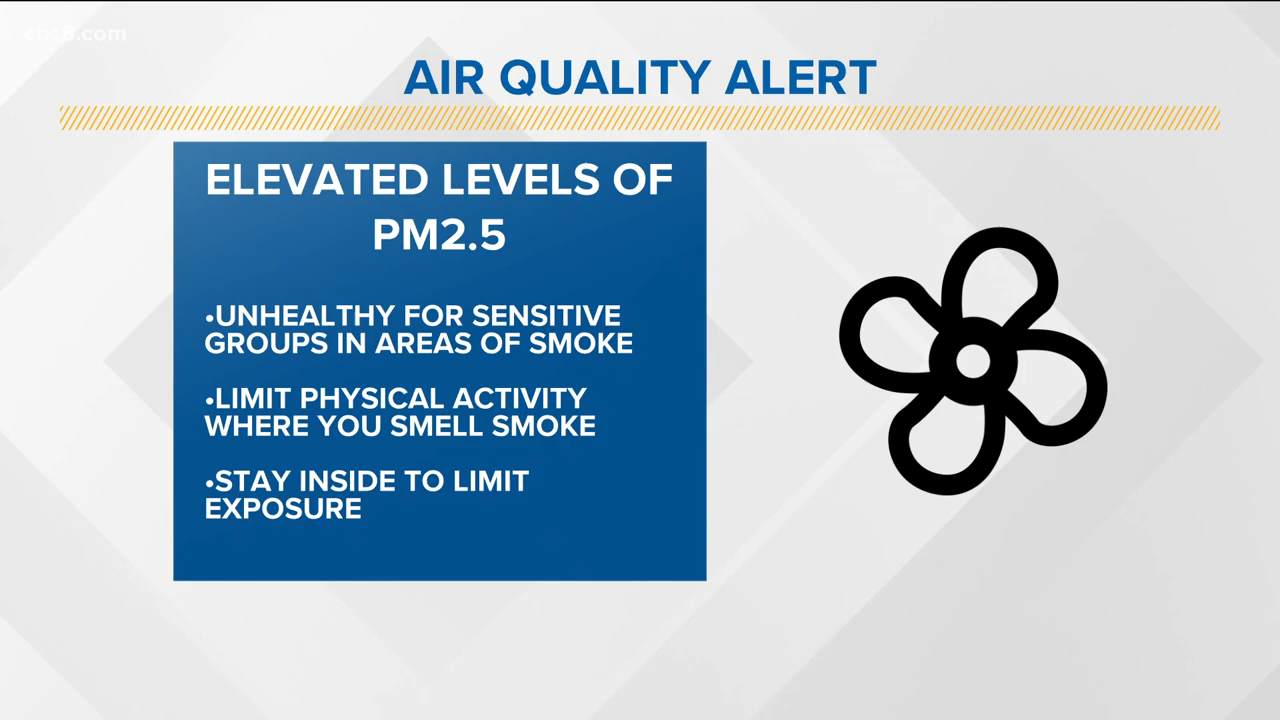 cbs8.com
AIR QUALITY ALERT
ELEVATED LEVELS OF
PM2.5
•UNHEALTHY FOR SENSITIVE
GROUPS IN AREAS OF SMOKE
•LIMIT PHYSICAL ACTIVITY
WHERE YOU SMELL SMOKE
•STAY INSIDE TO LIMIT
EXPOSURE